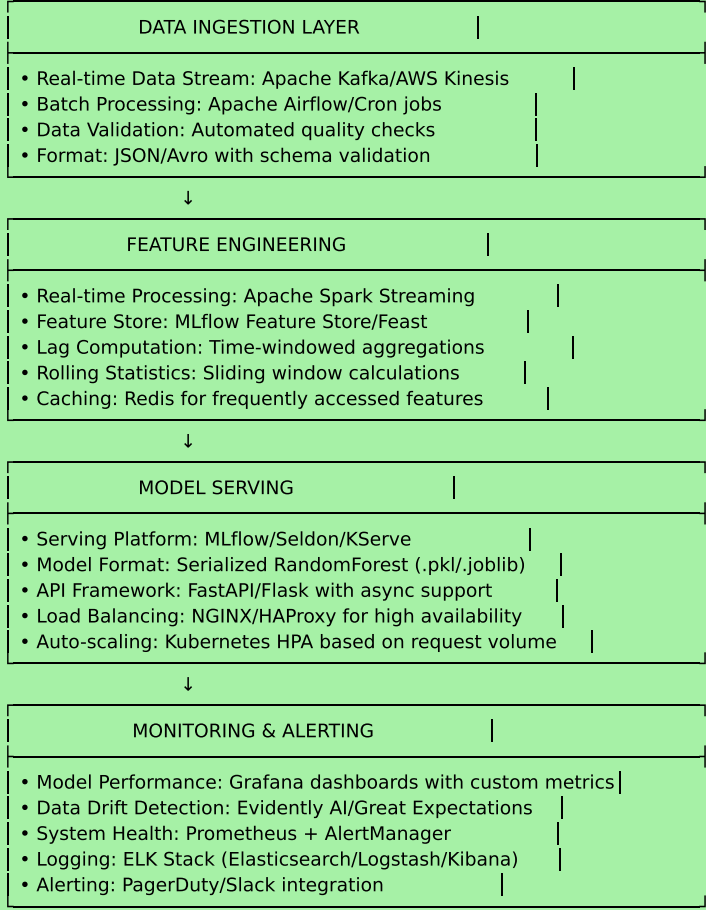 DATA INGESTION LAYER
• Real-time Data Stream: Apache Kafka/AWS Kinesis
• Batch Processing: Apache Airflow/Cron jobs
• Data Validation: Automated quality checks
• Format: JSON/Avro with schema validation
↓
FEATURE ENGINEERING
• Real-time Processing: Apache Spark Streaming
• Feature Store: MLflow Feature Store/Feast
• Lag Computation: Time-windowed aggregations
• Rolling Statistics: Sliding window calculations
• Caching: Redis for frequently accessed features
↓
MODEL SERVING
• Serving Platform: MLflow/Seldon/KServe
• Model Format: Serialized RandomForest (.pkl/.joblib)
• API Framework: FastAPI/Flask with async support
• Load Balancing: NGINX/HAProxy for high availability
• Auto-scaling: Kubernetes HPA based on request volume
↓
MONITORING & ALERTING
• Model Performance: Grafana dashboards with custom metrics
• Data Drift Detection: Evidently AI/Great Expectations
• System Health: Prometheus + AlertManager
• Logging: ELK Stack (Elasticsearch/Logstash/Kibana)
• Alerting: PagerDuty/Slack integration